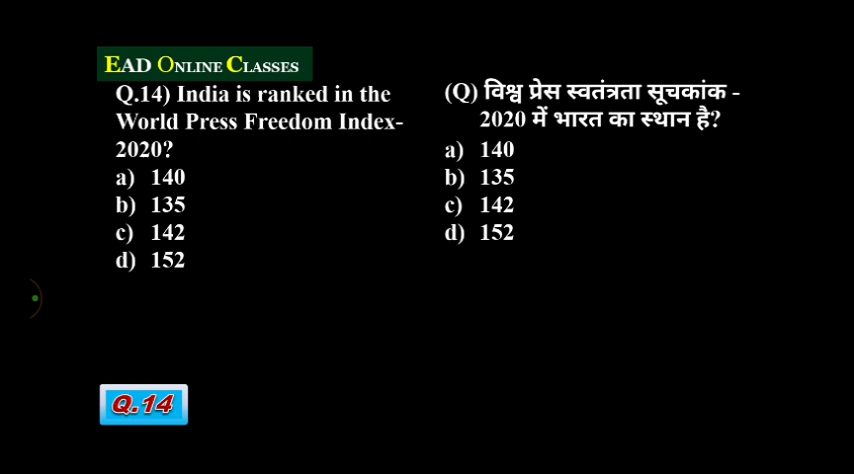 EAD ONLINE CLASSES
Q.14) India is ranked in the
World Press Freedom Index-
2020?
a) 140
b) 135
c) 142
d) 152
(Q) विश्व प्रेस स्वतंत्रता सूचकांक -
2020 में भारत का स्थान है?
a) 140
b) 135
c) 142
d) 152
Q.14